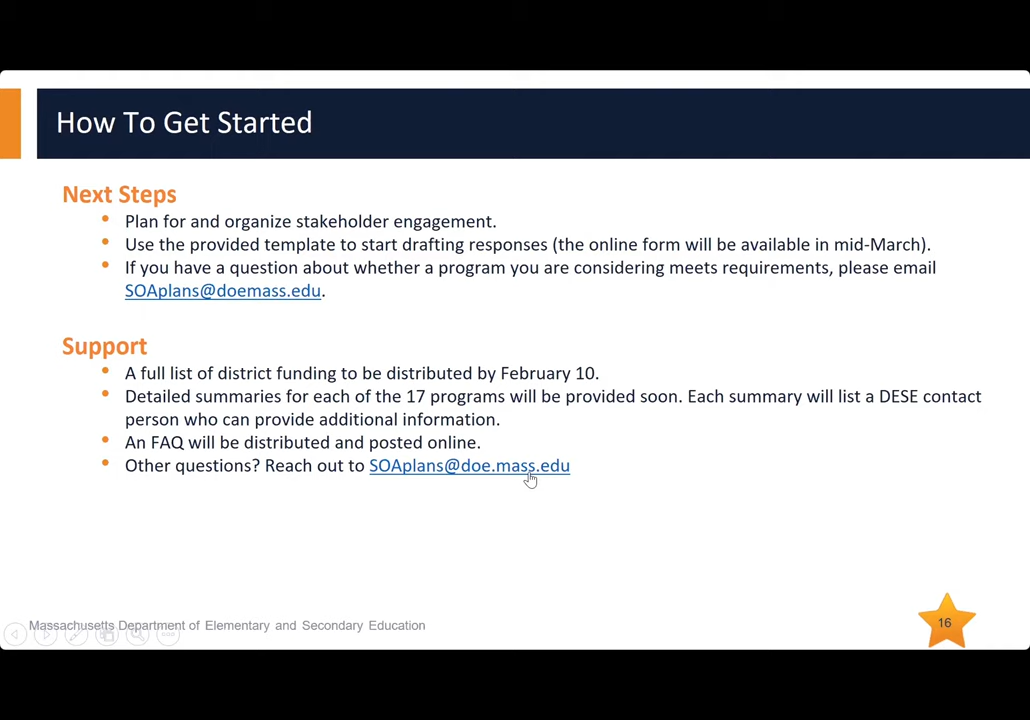 How To Get Started
Next Steps
• Plan for and organize stakeholder engagement.
• Use the provided template to start drafting responses (the online form will be available in mid-March).
• If you have a question about whether a program you are considering meets requirements, please email
SOAplans@doemass.edu.
Support
• A full list of district funding to be distributed by February 10.
• Detailed summaries for each of the 17 programs will be provided soon. Each summary will list a DESE contact
person who can provide additional information.
• An FAQ will be distributed and posted online.
• Other questions? Reach out to SOAplans@doe.mass.edu
Massachusetts Department of Elementary and Secondary Education
16